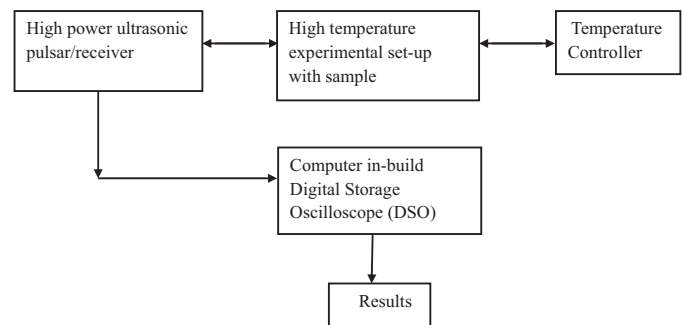 High power ultrasonic
pulsar/receiver
High temperature
experimental set-up
with sample
Temperature
Controller
Computer in-build
Digital Storage
Oscilloscope (DSO)
Results